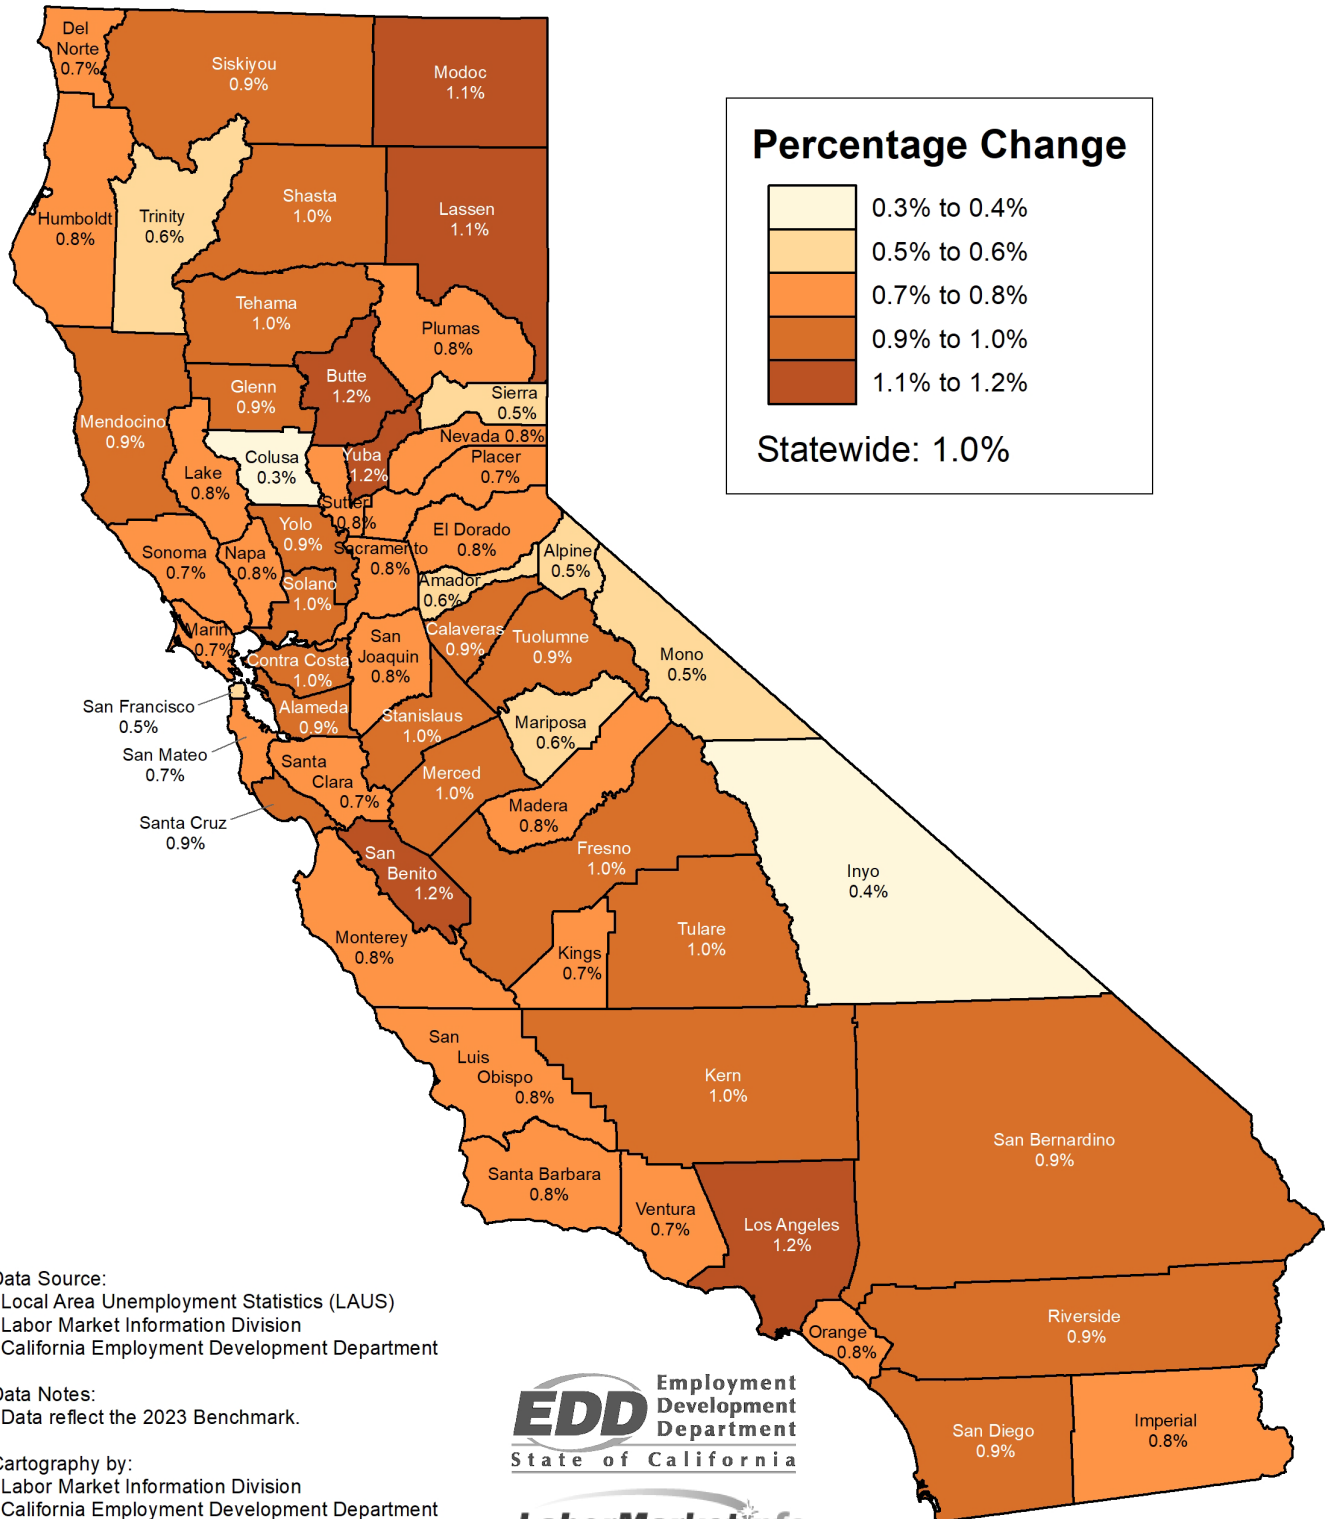 Del
Norte
0.7%
Siskiyou
0.9%
Modoc
1.1%
Percentage Change
0.3% to 0.4%
0.5% to 0.6%
0.7% to 0.8%
0.9% to 1.0%
1.1% to 1.2%
Statewide: 1.0%
Humboldt
0.8%
Trinity
0.6%
Shasta
1.0%
Lassen
1.1%
Tehama
1.0%
Plumas
0.8%
Butte
1.2%
Glenn
0.9%
Sierra
0.5%
Mendocino
0.9%
Nevada 0.8%
Colusa
0.3%
Yuba
1.2%
Placer
0.7%
Lake
0.8%
Sutter
0.8%
Yolo
0.9%
El Dorado
0.8%
Sonoma
0.7%
Napa
0.8%
Sacramento
0.8%
Alpine
0.5%
Solano
1.0%
Amador
0.6%
Marin
0.7%
Calaveras
0.9%
San
Joaquin
0.8%
Tuolumne
0.9%
Contra Costa
1.0%
Mono
0.5%
San Francisco
0.5%
Alameda
0.9%
Stanislaus
1.0%
Mariposa
0.6%
San Mateo
0.7%
Santa
Clara
0.7%
Merced
1.0%
Santa Cruz
0.9%
Madera
0.8%
San
Benito
1.2%
Fresno
1.0%
Inyo
0.4%
Monterey
0.8%
Kings
0.7%
Tulare
1.0%
San
Luis
Obispo
0.8%
Kern
1.0%
San Bernardino
0.9%
Santa Barbara
0.8%
Ventura
0.7%
Los Angeles
1.2%
Orange
0.8%
Riverside
0.9%
San Diego
0.9%
Imperial
0.8%
Data Source:
Local Area Unemployment Statistics (LAUS)
Labor Market Information Division
California Employment Development Department
Data Notes:
Data reflect the 2023 Benchmark.
Cartography by:
Labor Market Information Division
California Employment Development Department
EDD
Employment
Development
Department
State of California